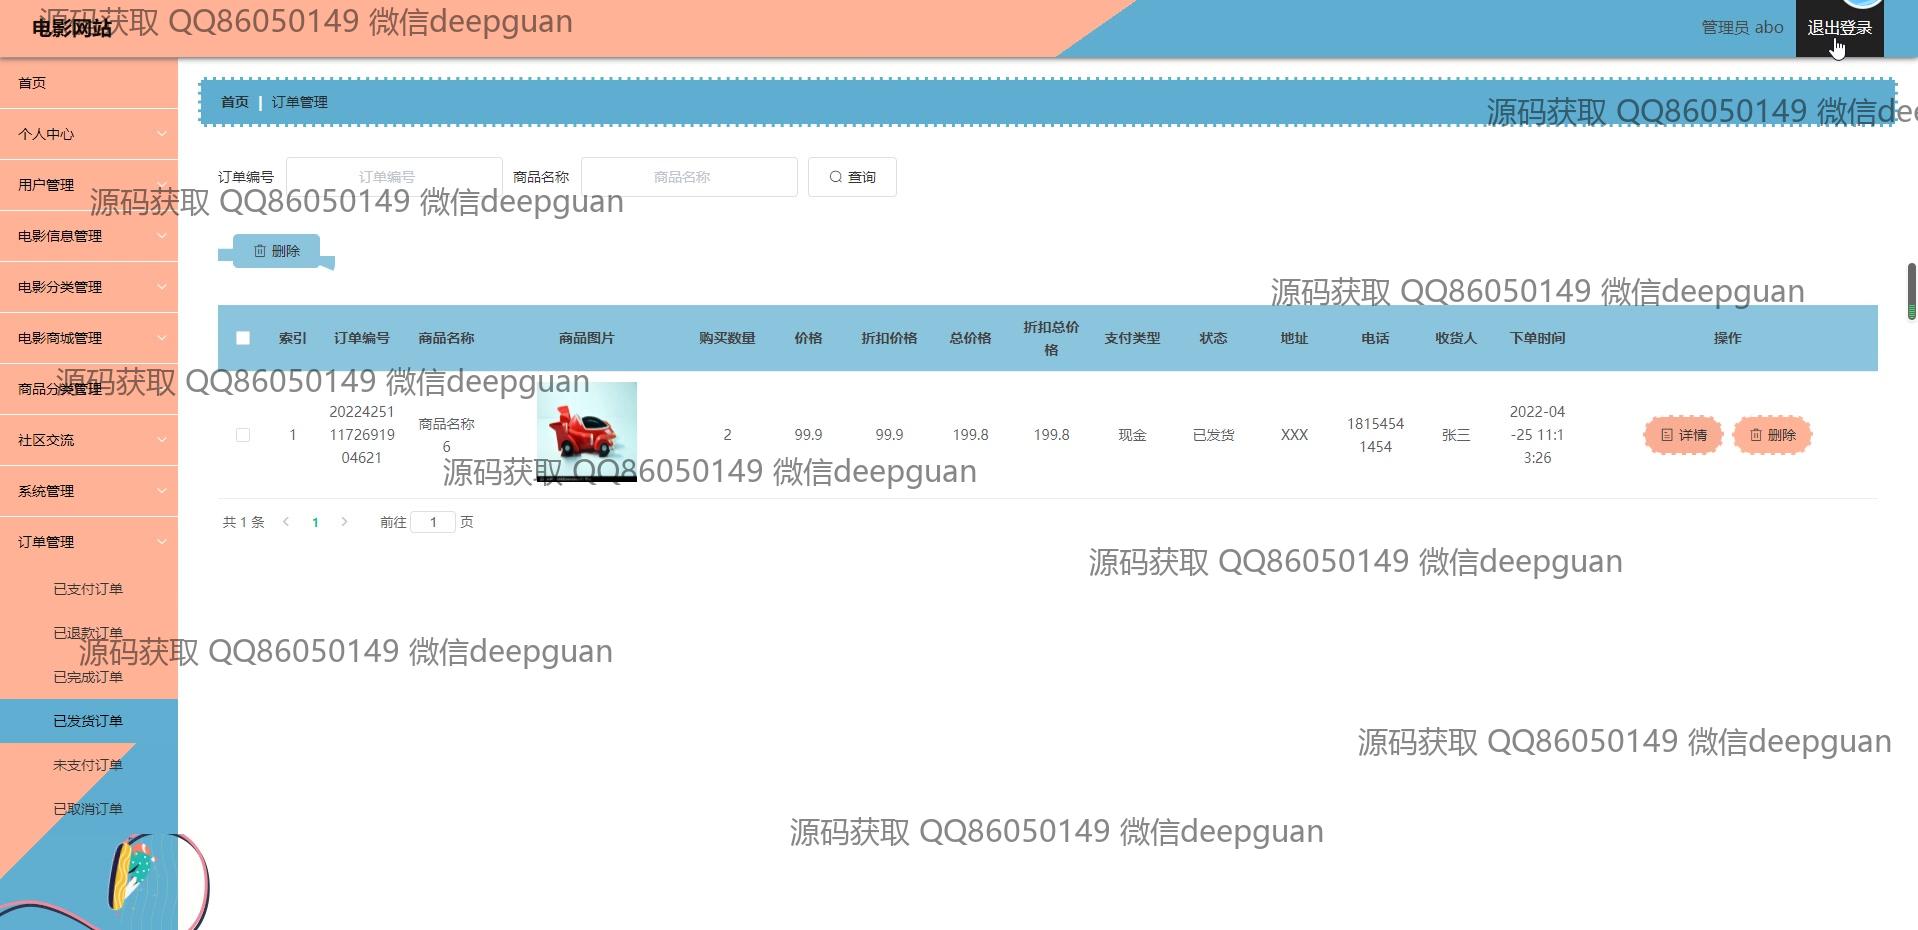 电影网站
源码获取 QQ86050149 微信deepguan
管理员 abo
退出登录
首页
个人中心
用户管理
电影信息管理
电影分类管理
电影商城管理
商品分类管理
社区交流
系统管理
订单管理
已支付订单
已退款订单
已完成订单
已发货订单
未支付订单
已取消订单
首页 | 订单管理
源码获取 QQ86050149 微信dee
订单编号 订单编号 商品名称 商品名称 查询
源码获取 QQ86050149 微信deepguan
删除
源码获取 QQ86050149 微信deepguan
索引 订单编号 商品名称 商品图片 购买数量 价格 折扣价格 总价格 折扣总价格 支付类型 状态 地址 电话 收货人 下单时间 操作
源码获取 QQ86050149 微信deepguan
1 202242511172691904621 商品名称6 2 99.9 99.9 199.8 199.8 现金 已发货 XXX 18154541454 张三 2022-04-25 11:13:26 详情 删除
源码获取 QQ86050149 微信deepguan
共 1 条 1 前往 1 页
源码获取 QQ86050149 微信deepguan
源码获取 QQ86050149 微信deepguan
源码获取 QQ86050149 微信deepguan
源码获取 QQ86050149 微信deepguan